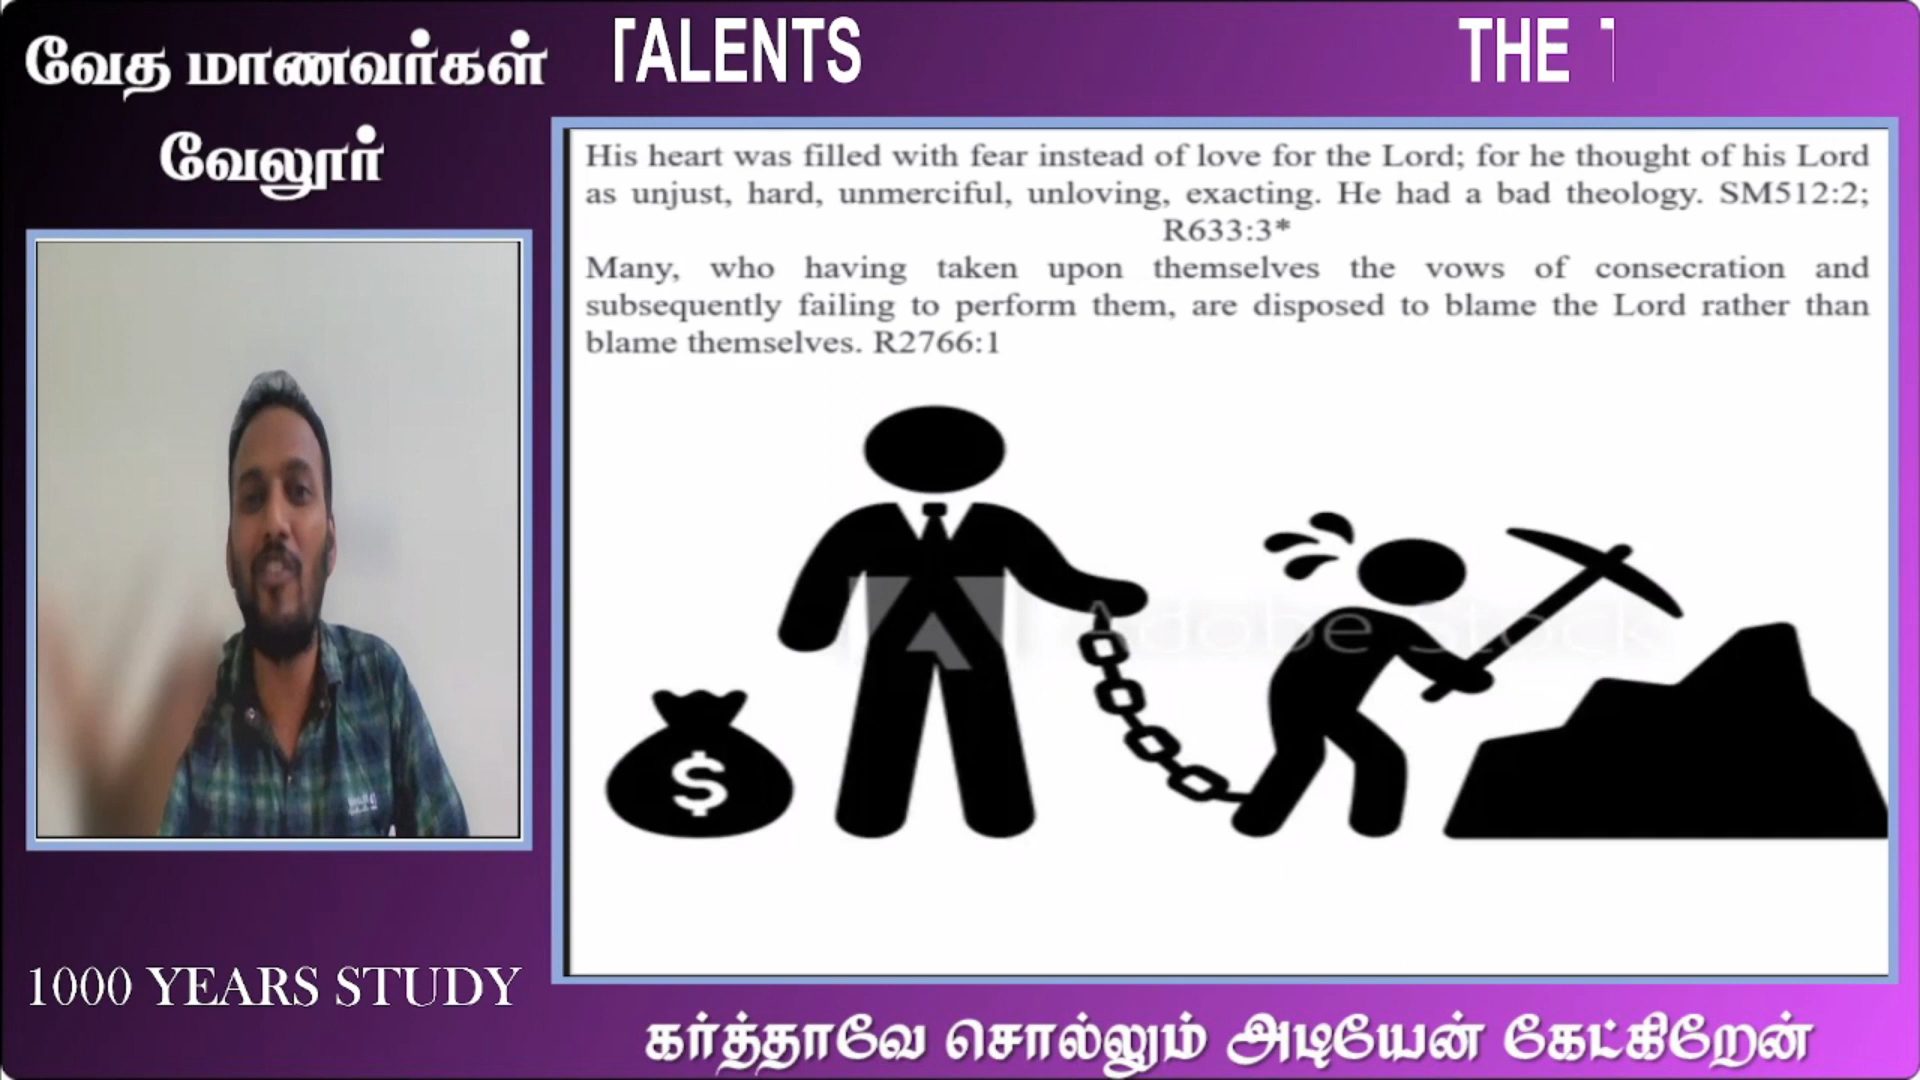 வேத மாணவர்கள்
வேலூர்
TALENTS THE
His heart was filled with fear instead of love for the Lord; for he thought of his Lord
as unjust, hard, unmerciful, unloving, exacting. He had a bad theology. SM512:2;
R633:3*
Many, who having taken upon themselves the vows of consecration and
subsequently failing to perform them, are disposed to blame the Lord rather than
blame themselves. R2766:1
$
Adobe Stock
1000 YEARS STUDY
கர்த்தாவே சொல்லும் அடியேன் கேட்கிறேன்